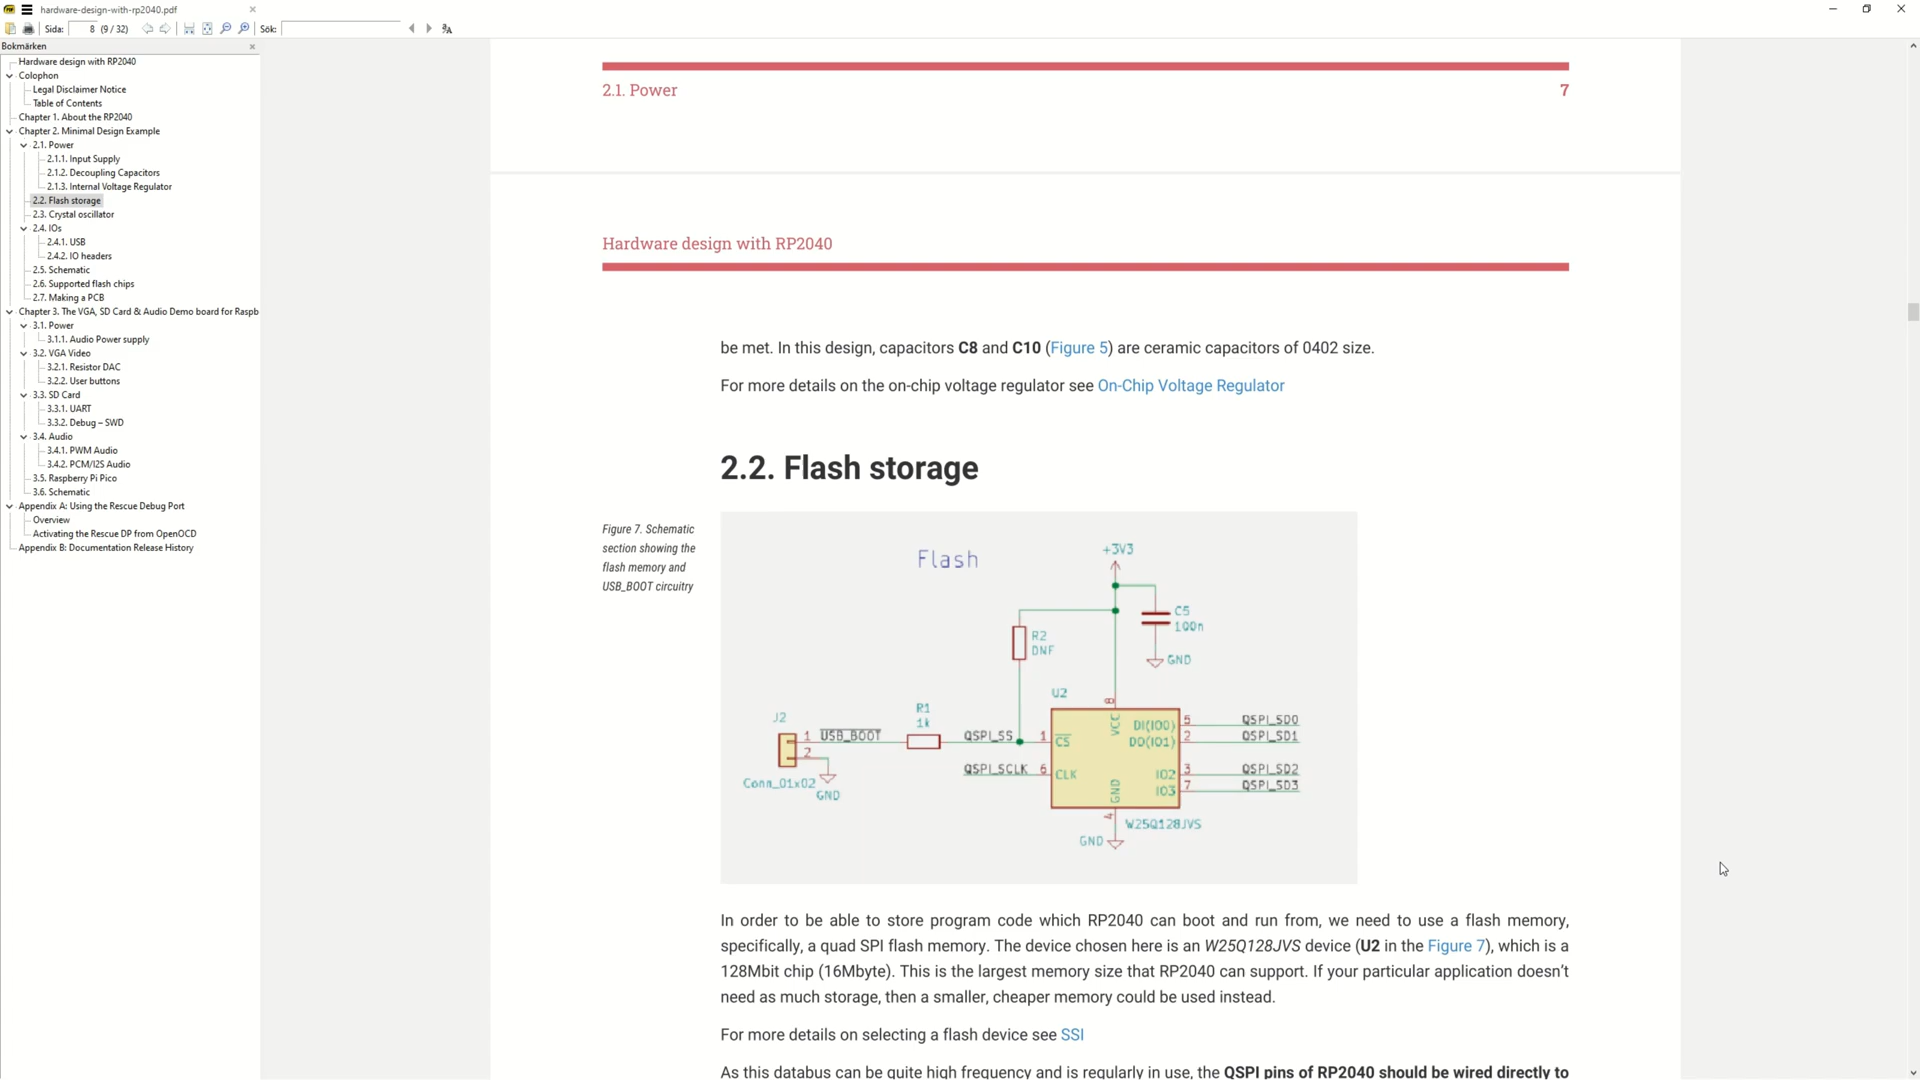 hardware-design-with-rp2040.pdf
Sida: 8 (9 / 32) Sök:
Bokmärken
Hardware design with RP2040
Colophon
Legal Disclaimer Notice
Table of Contents
Chapter 1. About the RP2040
Chapter 2. Minimal Design Example
2.1. Power
2.1.1. Input Supply
2.1.2. Decoupling Capacitors
2.1.3. Internal Voltage Regulator
2.2. Flash storage
2.3. Crystal oscillator
2.4. IOs
2.4.1. USB
2.4.2. IO headers
2.5. Schematic
2.6. Supported flash chips
2.7. Making a PCB
Chapter 3. The VGA, SD Card & Audio Demo board for Raspb
3.1. Power
3.1.1. Audio Power supply
3.2. VGA Video
3.2.1. Resistor DAC
3.2.2. User buttons
3.3. SD Card
3.3.1. UART
3.3.2. Debug – SWD
3.4. Audio
3.4.1. PWM Audio
3.4.2. PCM/I2S Audio
3.5. Raspberry Pi Pico
3.6. Schematic
Appendix A: Using the Rescue Debug Port
Overview
Activating the Rescue DP from OpenOCD
Appendix B: Documentation Release History
2.1. Power 7
Hardware design with RP2040
be met. In this design, capacitors C8 and C10 (Figure 5) are ceramic capacitors of 0402 size.
For more details on the on-chip voltage regulator see On-Chip Voltage Regulator
2.2. Flash storage
Figure 7. Schematic
section showing the
flash memory and
USB_BOOT circuitry
Flash
+3V3
C5
100n
GND
R2
DNF
U2
R1
1k
J2
1 USB_BOOT
2
Conn_01x02
GND
QSPI_SS 1 CS
QSPI_SCLK 6 CLK
8
VCC
GND
4
GND
DI(IO0) 5 QSPI_SD0
DO(IO1) 2 QSPI_SD1
IO2 3 QSPI_SD2
IO3 7 QSPI_SD3
W25Q128JVS
In order to be able to store program code which RP2040 can boot and run from, we need to use a flash memory,
specifically, a quad SPI flash memory. The device chosen here is an W25Q128JVS device (U2 in the Figure 7), which is a
128Mbit chip (16Mbyte). This is the largest memory size that RP2040 can support. If your particular application doesn't
need as much storage, then a smaller, cheaper memory could be used instead.
For more details on selecting a flash device see SSI
As this databus can be quite high frequency and is regularly in use, the QSPI pins of RP2040 should be wired directly to